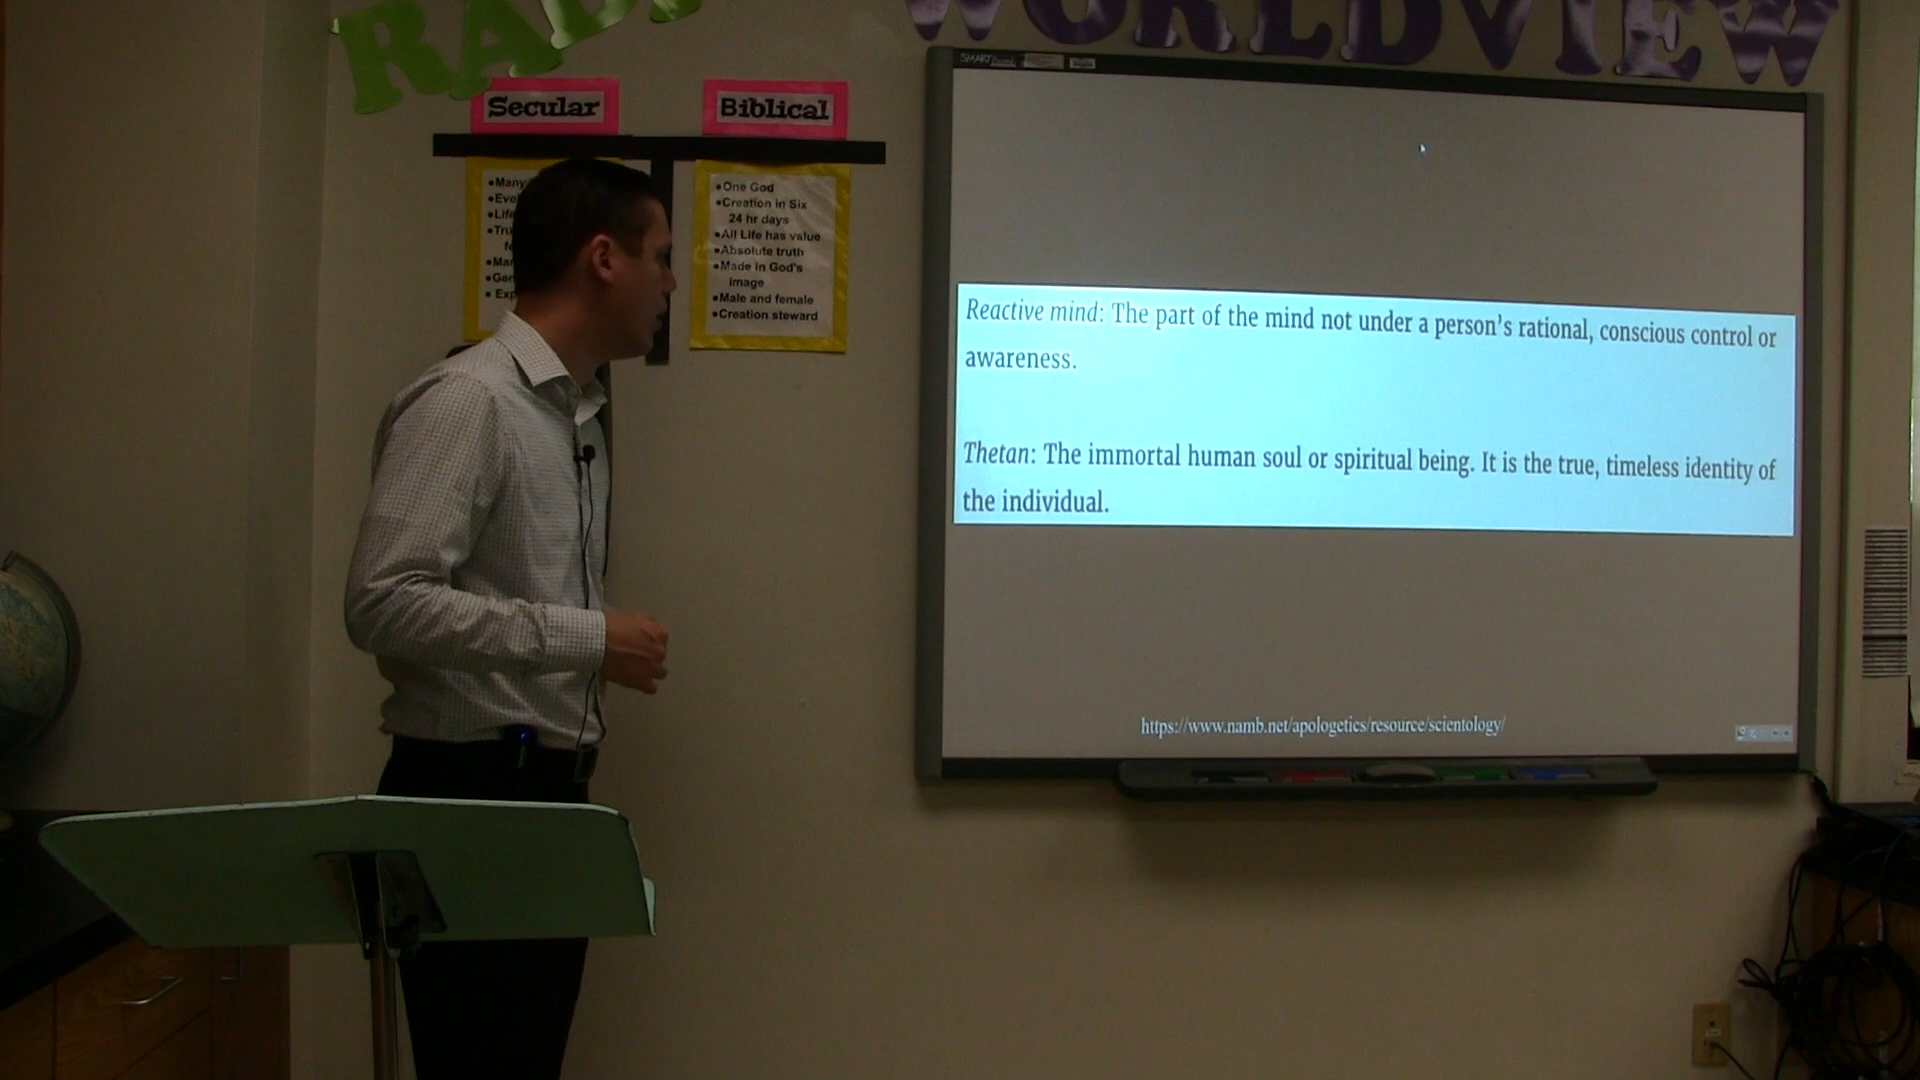 RAD
WORLDVIEW
SMART
Secular
Biblical
•Many
•One God
•Creation in Six
24 hr days
•All Life has value
•Absolute truth
•Made in God's
image
•Male and female
•Creation steward
Reactive mind: The part of the mind not under a person's rational, conscious control or
awareness.
Thetan: The immortal human soul or spiritual being. It is the true, timeless identity of
the individual.
https://www.namb.net/apologetics/resource/scientology/